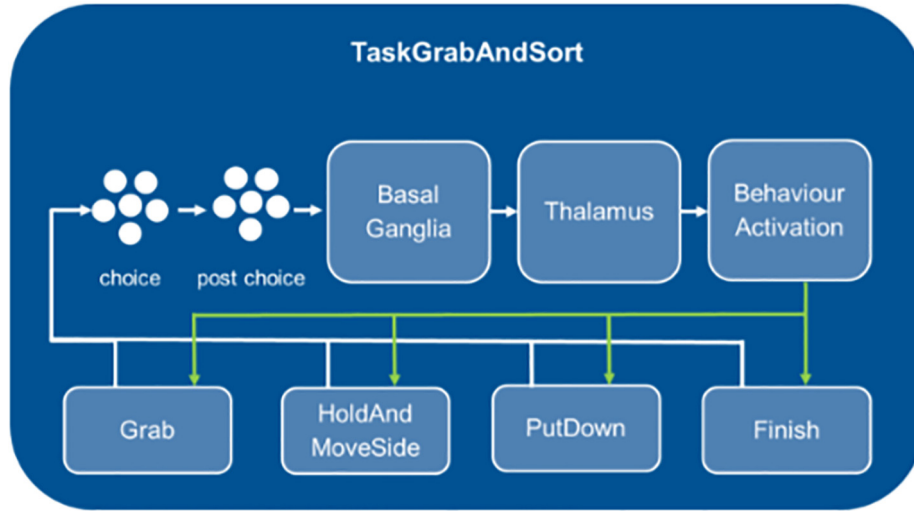 TaskGrabAndSort
choice
post choice
Basal
Ganglia
Thalamus
Behaviour
Activation
Grab
HoldAnd
MoveSide
PutDown
Finish